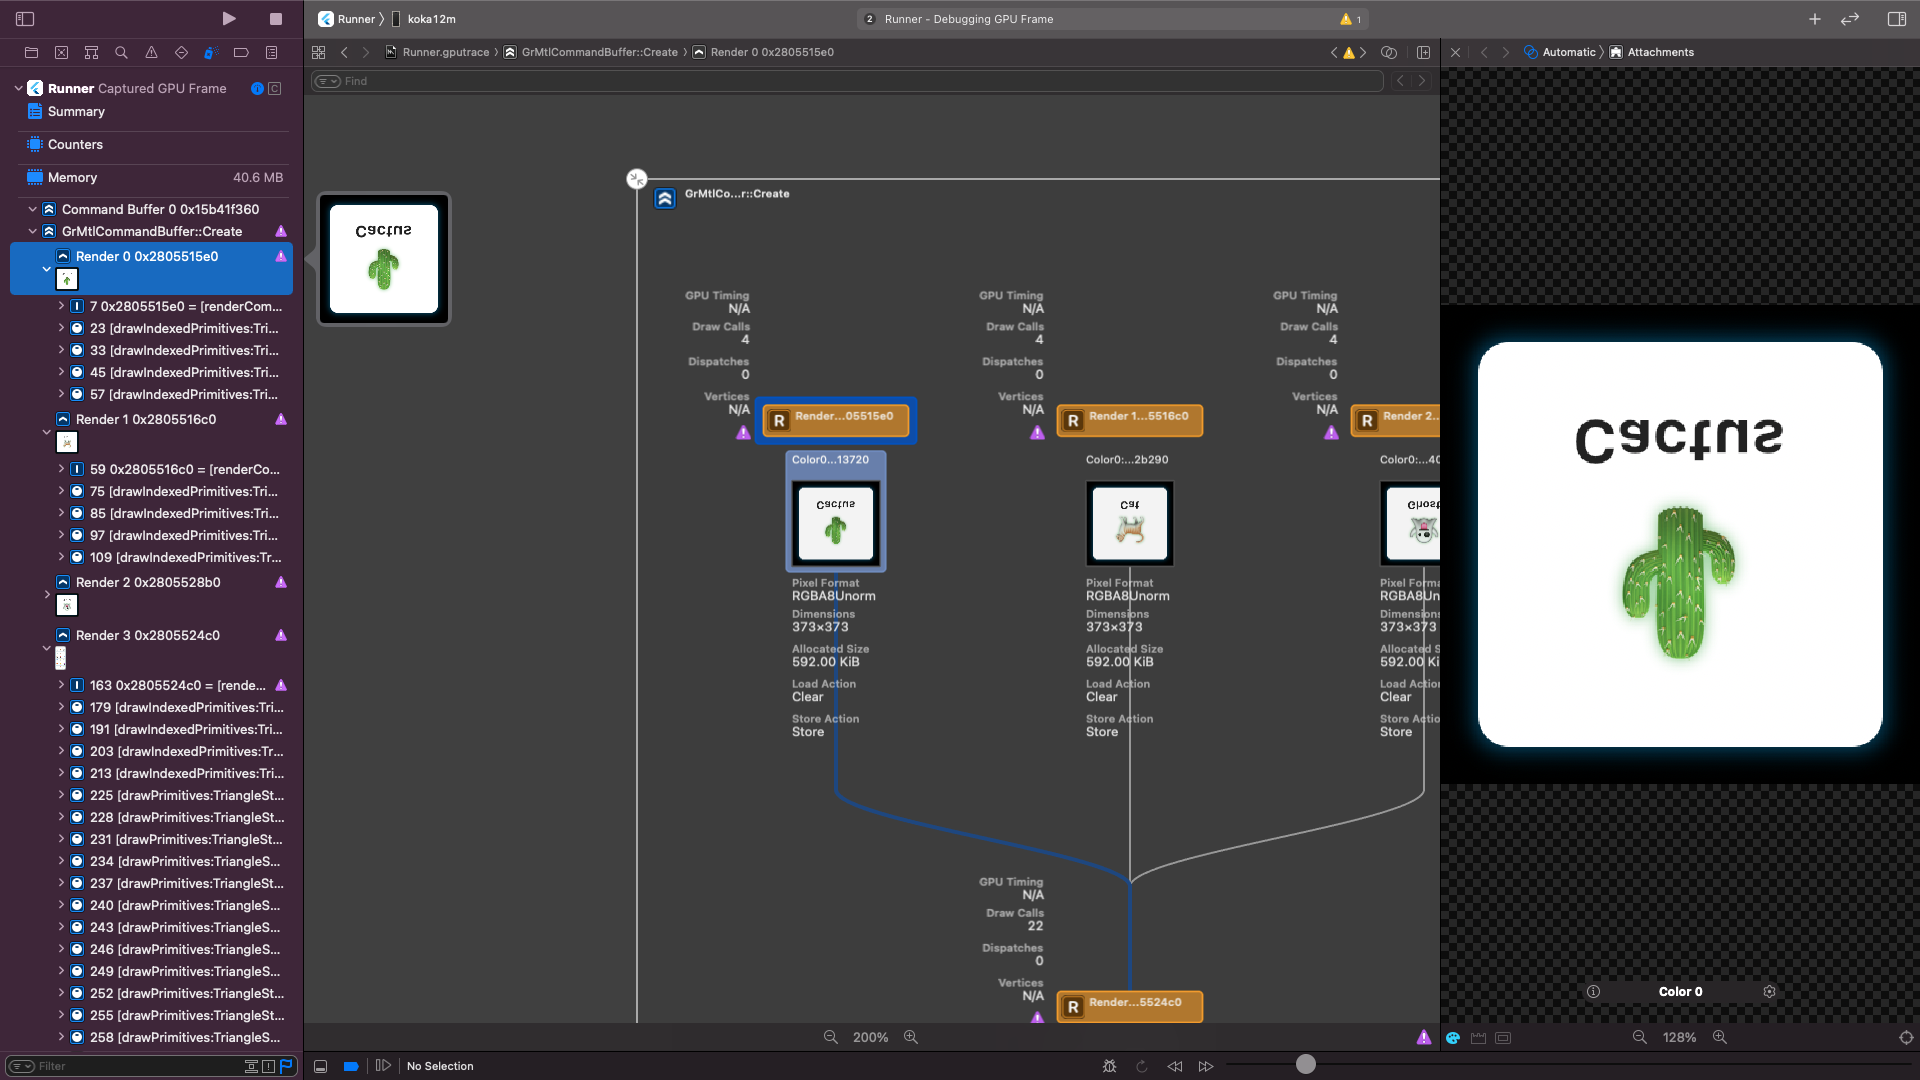 Runner
koka12m
2
Runner - Debugging GPU Frame
1
Runner Captured GPU Frame
C
Summary
Counters
Memory
40.6 MB
Command Buffer 0 0x15b41f360
GrMtlCommandBuffer::Create
Render 0 0x2805515e0
7 0x2805515e0 = [renderCom...
23 [drawIndexedPrimitives:Tri...
33 [drawIndexedPrimitives:Tri...
45 [drawIndexedPrimitives:Tri...
57 [drawIndexedPrimitives:Tri...
Render 1 0x2805516c0
59 0x2805516c0 = [renderCo...
75 [drawIndexedPrimitives:Tri...
85 [drawIndexedPrimitives:Tri...
97 [drawIndexedPrimitives:Tri...
109 [drawIndexedPrimitives:Tr...
Render 2 0x2805528b0
Render 3 0x2805524c0
163 0x2805524c0 = [rende...
179 [drawIndexedPrimitives:Tri...
191 [drawIndexedPrimitives:Tri...
203 [drawIndexedPrimitives:Tr...
213 [drawIndexedPrimitives:Tri...
225 [drawPrimitives:TriangleSt...
228 [drawPrimitives:TriangleSt...
231 [drawPrimitives:TriangleSt...
234 [drawPrimitives:TriangleS...
237 [drawPrimitives:TriangleSt...
240 [drawPrimitives:TriangleS...
243 [drawPrimitives:TriangleS...
246 [drawPrimitives:TriangleS...
249 [drawPrimitives:TriangleS...
252 [drawPrimitives:TriangleSt...
255 [drawPrimitives:TriangleSt...
258 [drawPrimitives:TriangleS...
Filter
Runner.gputrace
GrMtlCommandBuffer::Create
Render 0 0x2805515e0
Find
Cactus
GrMtlCo...r::Create
GPU Timing
N/A
Draw Calls
4
Dispatches
0
Vertices
N/A
R Render...05515e0
Color0...13720
Cactus
Pixel Format
RGBA8Unorm
Dimensions
373×373
Allocated Size
592.00 KiB
Load Action
Clear
Store Action
Store
GPU Timing
N/A
Draw Calls
4
Dispatches
0
Vertices
N/A
R Render 1...5516c0
Color0:...2b290
Cat
Pixel Format
RGBA8Unorm
Dimensions
373×373
Allocated Size
592.00 KiB
Load Action
Clear
Store Action
Store
GPU Timing
N/A
Draw Calls
4
Dispatches
0
Vertices
N/A
R Render 2...
Color0:...40
Ghost
Pixel Form
RGBA8Un
Dimensions
373×373
Allocated S
592.00 Ki
Load Action
Clear
Store Actio
Store
GPU Timing
N/A
Draw Calls
22
Dispatches
0
Vertices
N/A
R Render...5524c0
200%
No Selection
Automatic
Attachments
Cactus
Color 0
128%